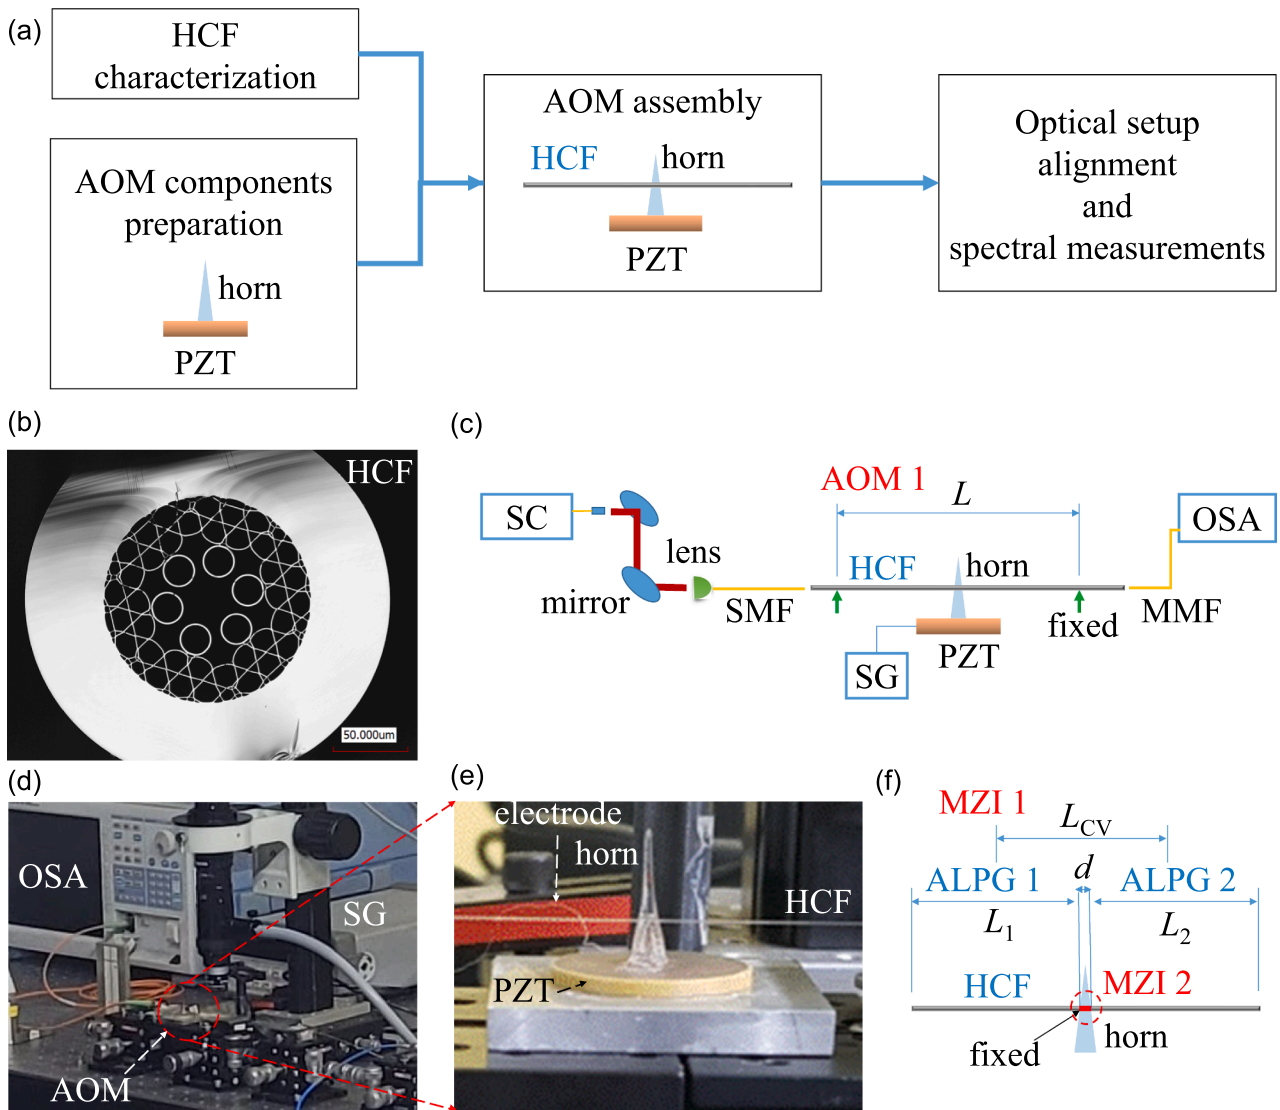 (a)
HCF
characterization
AOM components
preparation
horn
PZT
AOM assembly
HCF
horn
PZT
Optical setup
alignment
and
spectral measurements
(b)
HCF
50.000um
(c)
AOM 1
L
SC
lens
mirror
SMF
HCF
horn
fixed
MMF
OSA
PZT
SG
(d)
OSA
SG
AOM
(e)
electrode
horn
HCF
PZT
(f)
MZI 1
LCV
d
ALPG 1
ALPG 2
L1
L2
HCF
MZI 2
fixed
horn